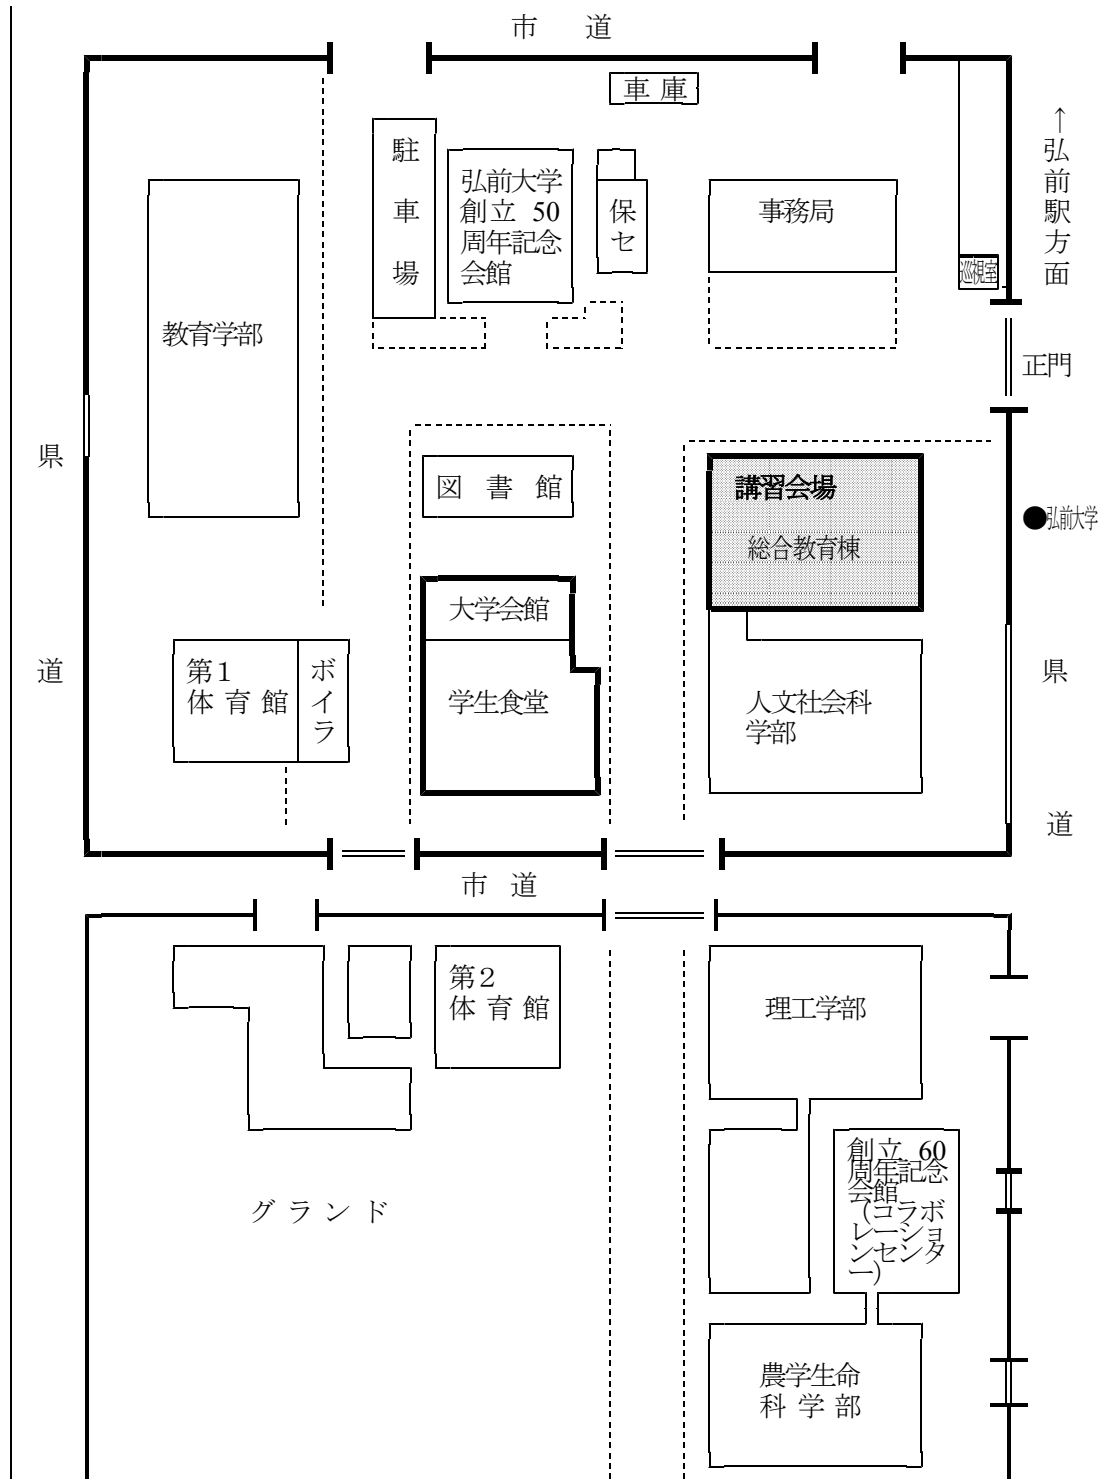 市 道
車 庫
↑弘前駅方面
駐車場
弘前大学
創立 50
周年記念
会館
保セ
事務局
巡視室
教育学部
正門
県
図 書 館
講習会場
総合教育棟
●弘前大学
大学会館
第1
体 育 館
ボイラ
学生食堂
人文社会科
学部
道
県
道
市 道
第2
体 育 館
理工学部
創立 60
周年記念
会館
(コラボ
レーショ
ンセンタ
ー)
グ ラ ン ド
農学生命
科 学 部